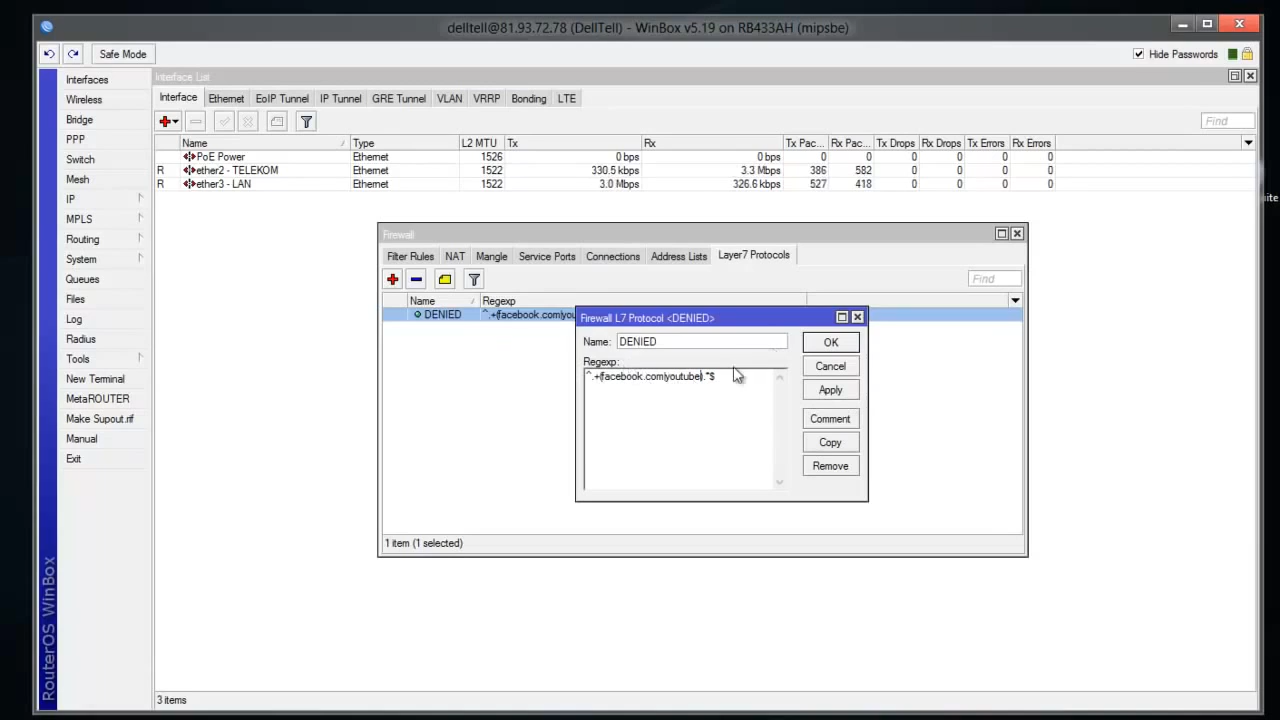 delltell@81.93.72.78 (DellTell) - WinBox v5.19 on RB433AH (mipsbe)
Safe Mode
Hide Passwords
Interfaces
Wireless
Bridge
PPP
Switch
Mesh
IP
MPLS
Routing
System
Queues
Files
Log
Radius
Tools
New Terminal
MetaROUTER
Make Supout.rif
Manual
Exit
RouterOS WinBox
Interface List
Interface Ethernet EoIP Tunnel IP Tunnel GRE Tunnel VLAN VRRP Bonding LTE
Find
Name Type L2 MTU Tx Rx Tx Pac... Rx Pac... Tx Drops Rx Drops Tx Errors Rx Errors
PoE Power Ethernet 1526 0 bps 0 bps 0 0 0 0 0 0
R ether2 - TELEKOM Ethernet 1522 330.5 kbps 3.3 Mbps 386 582 0 0 0 0
R ether3 - LAN Ethernet 1522 3.0 Mbps 326.6 kbps 527 418 0 0 0 0
Firewall
Filter Rules NAT Mangle Service Ports Connections Address Lists Layer7 Protocols
Find
Name Regexp
DENIED ^.+(facebook.com|you
Firewall L7 Protocol <DENIED>
Name: DENIED
Regexp:
^.+(facebook.com|youtube|).*$
OK
Cancel
Apply
Comment
Copy
Remove
1 item (1 selected)
3 items